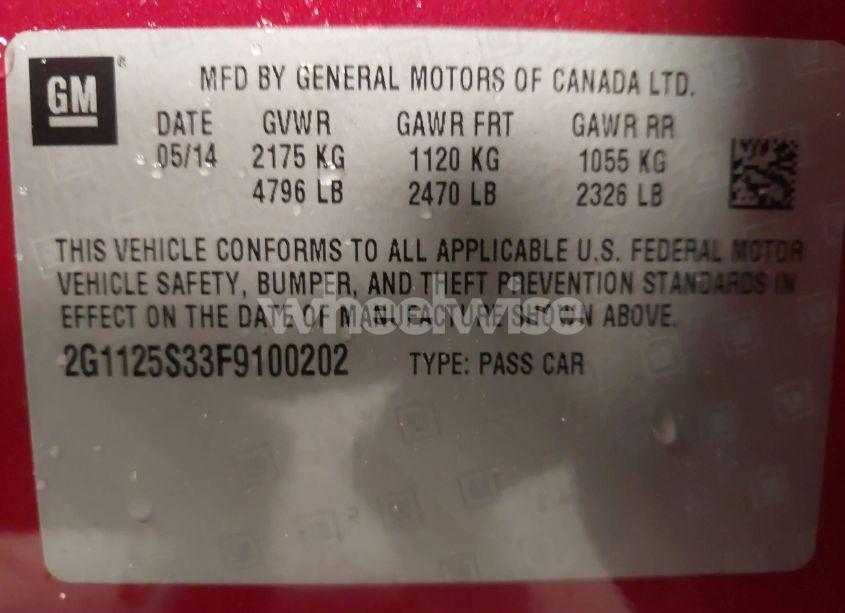 GM®
MFD BY GENERAL MOTORS OF CANADA LTD.
DATE GVWR GAWR FRT GAWR RR
05/14 2175 KG 1120 KG 1055 KG
4796 LB 2470 LB 2326 LB
THIS VEHICLE CONFORMS TO ALL APPLICABLE U.S. FEDERAL MOTOR
VEHICLE SAFETY, BUMPER, AND THEFT PREVENTION STANDARDS IN
EFFECT ON THE DATE OF MANUFACTURE SHOWN ABOVE.
wheelwise
2G1125S33F9100202 TYPE: PASS CAR